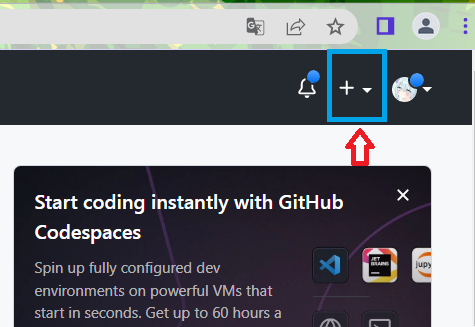 Start coding instantly with GitHub
Codespaces
Spin up fully configured dev
environments on powerful VMs that
start in seconds. Get up to 60 hours a
JET
BRAINS
jupy